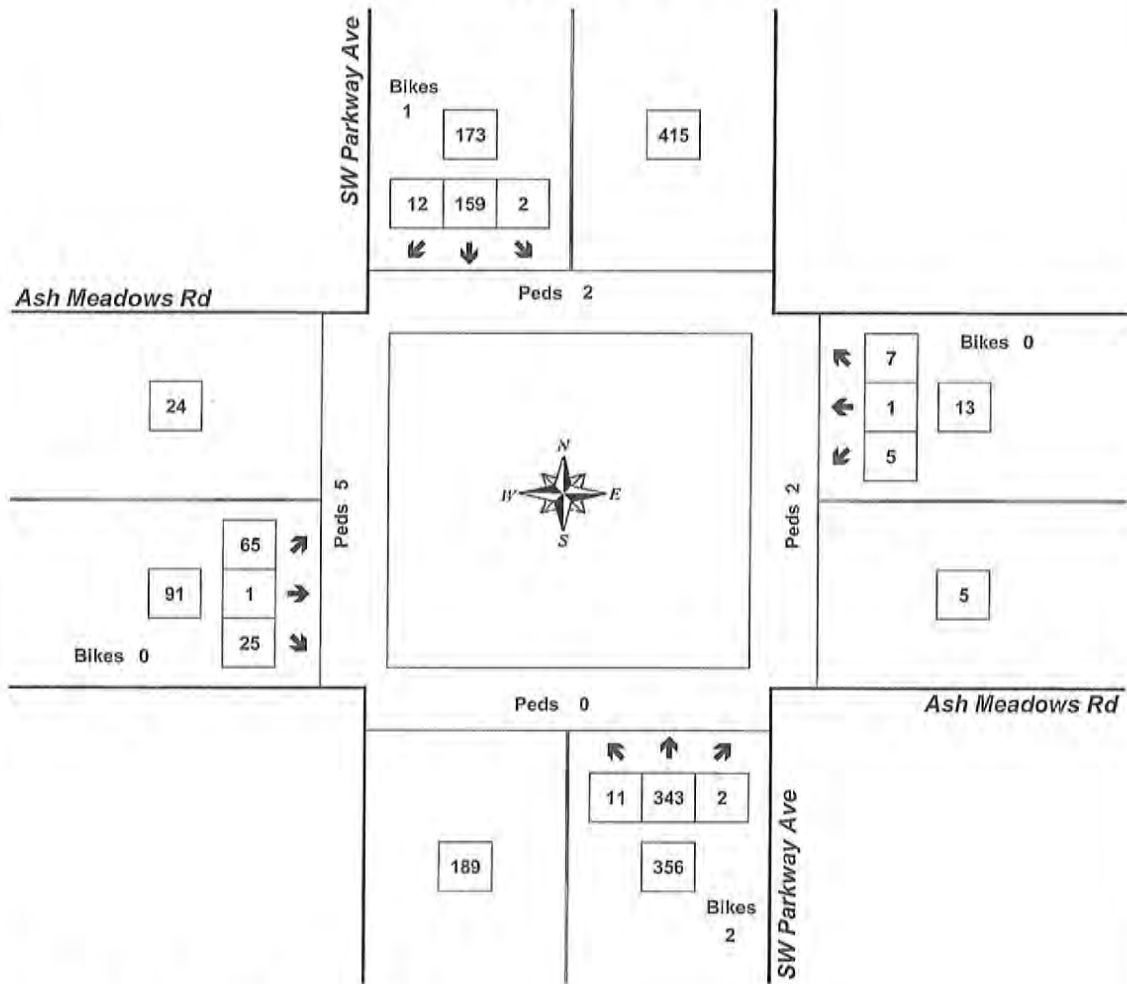 SW Parkway Ave
Bikes
1
173
415
12 159 2
Peds 2
Ash Meadows Rd
Bikes 0
7
24
1
13
5
N
Peds 5
W E
Peds 2
S
65
91
1
5
25
Bikes 0
Peds 0
Ash Meadows Rd
11 343 2
189
356
Bikes
2
SW Parkway Ave